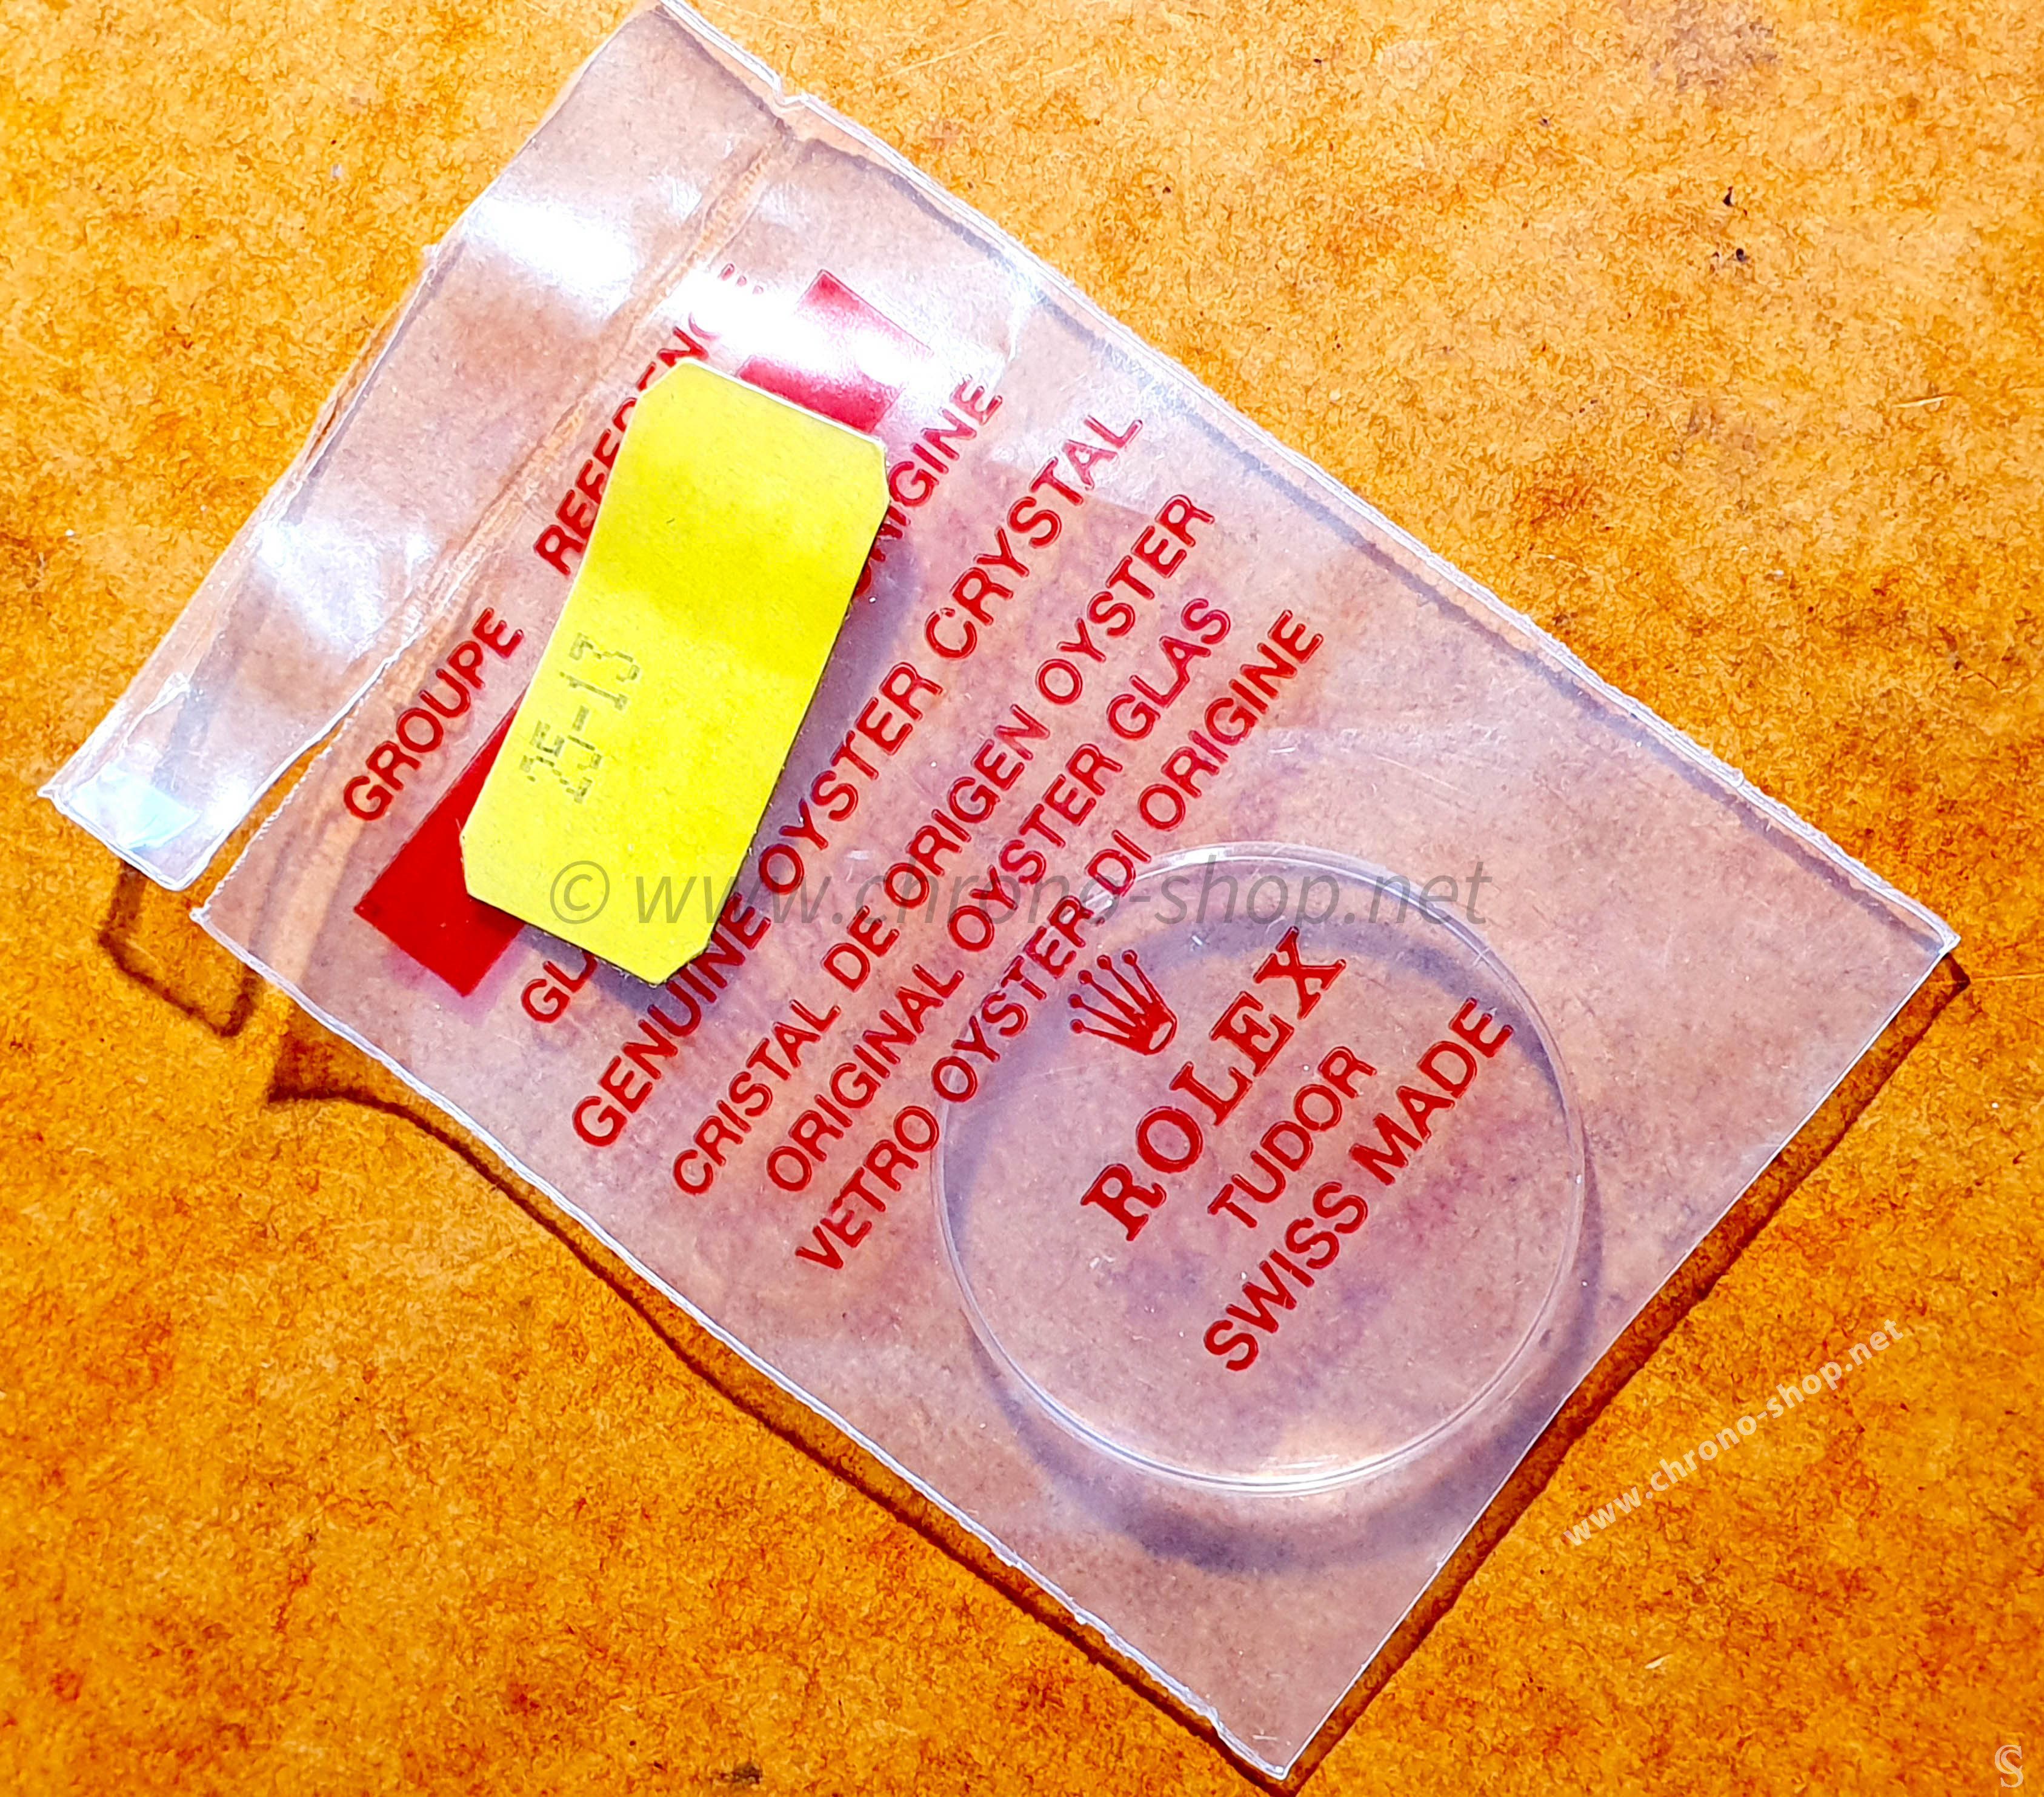 GROUPE
25-13
ORIGINE
GENUINE OYSTER CRYSTAL
CRISTAL DE ORIGEN OYSTER
ORIGINAL OYSTER GLAS
VETRO OYSTER DI ORIGINE
ROLEX
TUDOR
SWISS MADE
© www.chrono-shop.net
www.chrono-shop.net